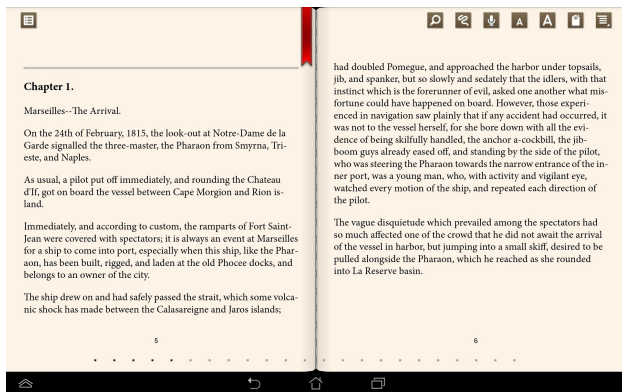 Chapter 1.
Marseilles--The Arrival.
On the 24th of February, 1815, the look-out at Notre-Dame de la
Garde signalled the three-master, the Pharaon from Smyrna, Tri-
este, and Naples.
As usual, a pilot put off immediately, and rounding the Chateau
d'If, got on board the vessel between Cape Morgion and Rion is-
land.
Immediately, and according to custom, the ramparts of Fort Saint-
Jean were covered with spectators; it is always an event at Marseilles
for a ship to come into port, especially when this ship, like the Phar-
aon, has been built, rigged, and laden at the old Phocee docks, and
belongs to an owner of the city.
The ship drew on and had safely passed the strait, which some volca-
nic shock has made between the Calasareigne and Jaros islands;
5
had doubled Pomegue, and approached the harbor under topsails,
jib, and spanker, but so slowly and sedately that the idlers, with that
instinct which is the forerunner of evil, asked one another what mis-
fortune could have happened on board. However, those experi-
enced in navigation saw plainly that if any accident had occurred, it
was not to the vessel herself, for she bore down with all the evi-
dence of being skilfully handled, the anchor a-cockbill, the jib-
boom guys already eased off, and standing by the side of the pilot,
who was steering the Pharaon towards the narrow entrance of the in-
ner port, was a young man, who, with activity and vigilant eye,
watched every motion of the ship, and repeated each direction of
the pilot.
The vague disquietude which prevailed among the spectators had
so much affected one of the crowd that he did not await the arrival
of the vessel in harbor, but jumping into a small skiff, desired to be
pulled alongside the Pharaon, which he reached as she rounded
into La Reserve basin.
6
A
A